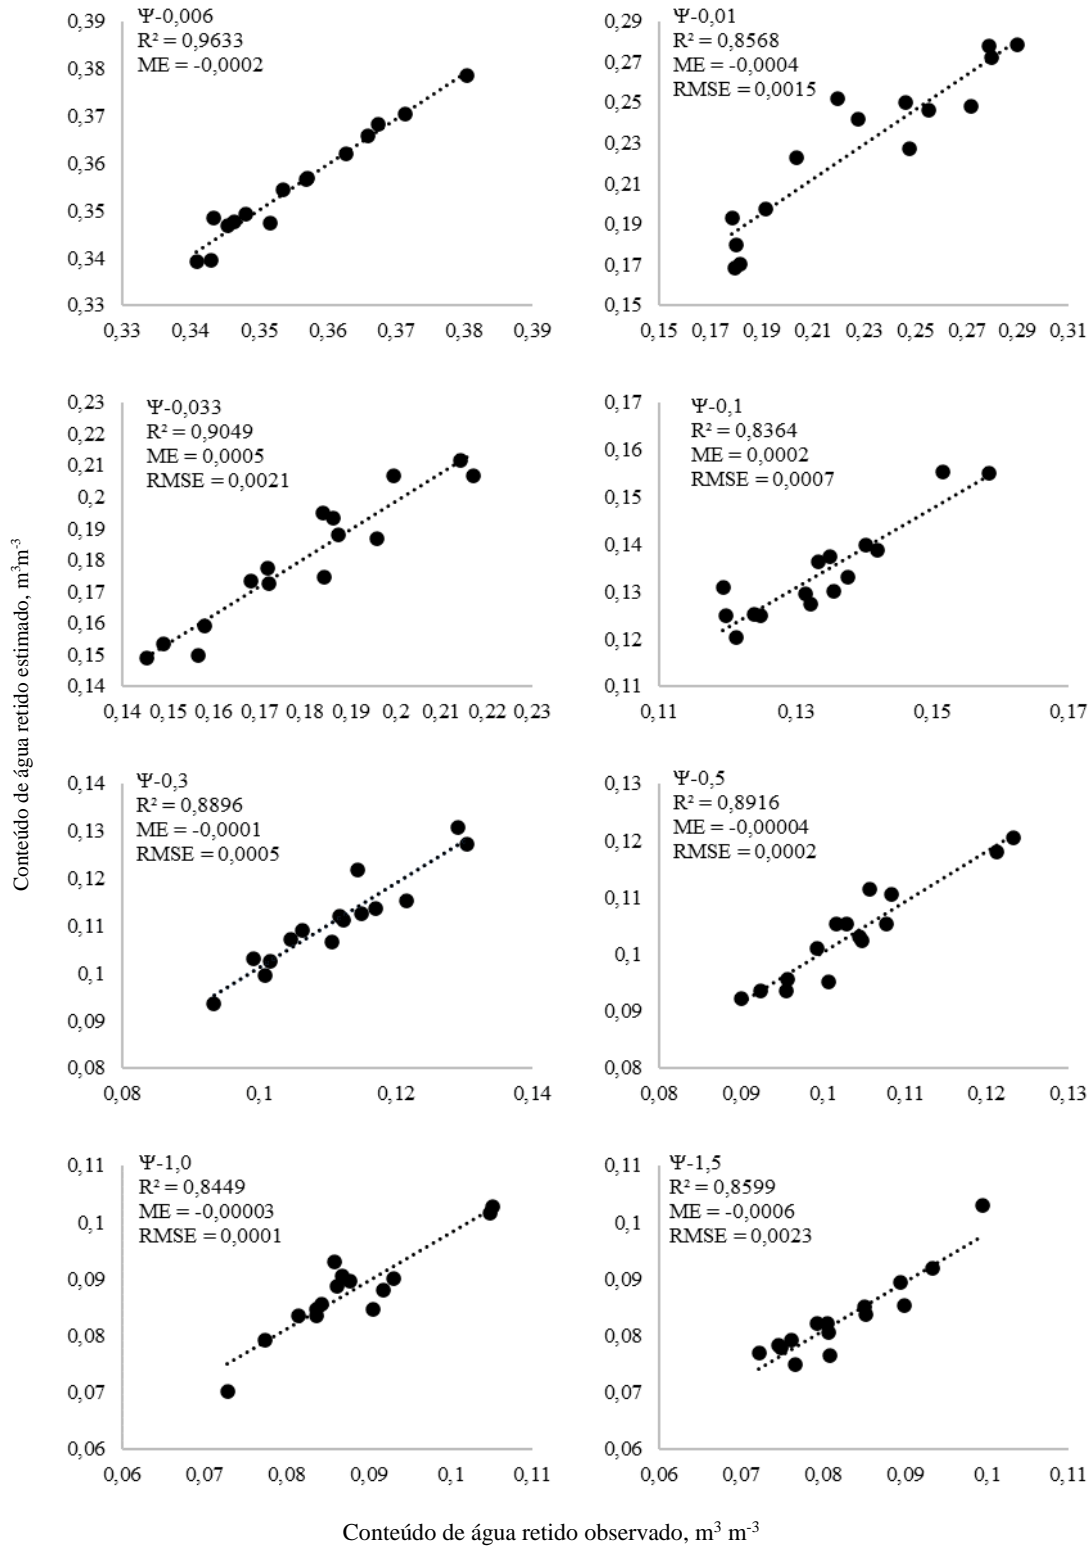 Ψ-0,006
R² = 0,9633
ME = -0,0002
0,39
0,38
0,37
0,36
0,35
0,34
0,33
0,33 0,34 0,35 0,36 0,37 0,38 0,39
Ψ-0,01
R² = 0,8568
ME = -0,0004
RMSE = 0,0015
0,29
0,27
0,25
0,23
0,21
0,19
0,17
0,15
0,15 0,17 0,19 0,21 0,23 0,25 0,27 0,29 0,31
Ψ-0,033
R² = 0,9049
ME = 0,0005
RMSE = 0,0021
0,23
0,22
0,21
0,2
0,19
0,18
0,17
0,16
0,15
0,14
0,14 0,15 0,16 0,17 0,18 0,19 0,2 0,21 0,22 0,23
Ψ-0,1
R² = 0,8364
ME = 0,0002
RMSE = 0,0007
0,17
0,16
0,15
0,14
0,13
0,12
0,11
0,11 0,13 0,15 0,17
Conteúdo de água retido estimado, m³m⁻³
Ψ-0,3
R² = 0,8896
ME = -0,0001
RMSE = 0,0005
0,14
0,13
0,12
0,11
0,1
0,09
0,08
0,08 0,1 0,12 0,14
Ψ-0,5
R² = 0,8916
ME = -0,00004
RMSE = 0,0002
0,13
0,12
0,11
0,1
0,09
0,08
0,08 0,09 0,1 0,11 0,12 0,13
Ψ-1,0
R² = 0,8449
ME = -0,00003
RMSE = 0,0001
0,11
0,1
0,09
0,08
0,07
0,06
0,06 0,07 0,08 0,09 0,1 0,11
Ψ-1,5
R² = 0,8599
ME = -0,0006
RMSE = 0,0023
0,11
0,1
0,09
0,08
0,07
0,06
0,06 0,07 0,08 0,09 0,1 0,11
Conteúdo de água retido observado, m³ m⁻³